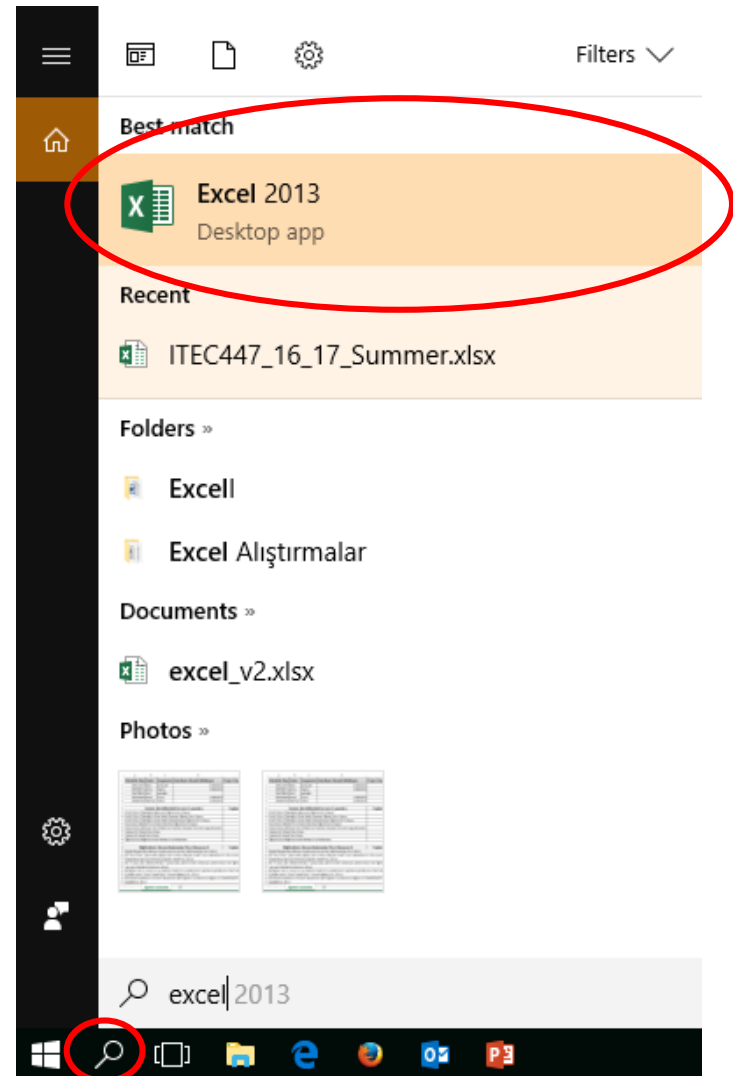 Filters
Best match
Excel 2013
Desktop app
Recent
ITEC447_16_17_Summer.xlsx
Folders »
Excell
Excel Alıştırmalar
Documents »
excel_v2.xlsx
Photos »
excel 2013